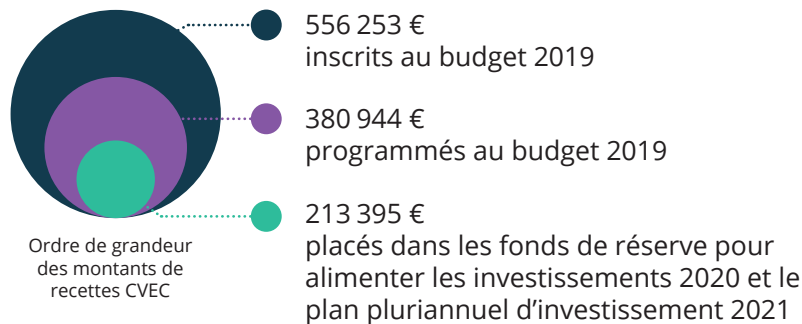 556 253 €
inscrits au budget 2019
380 944 €
programmés au budget 2019
213 395 €
placés dans les fonds de réserve pour
alimenter les investissements 2020 et le
plan pluriannuel d’investissement 2021
Ordre de grandeur
des montants de
recettes CVEC